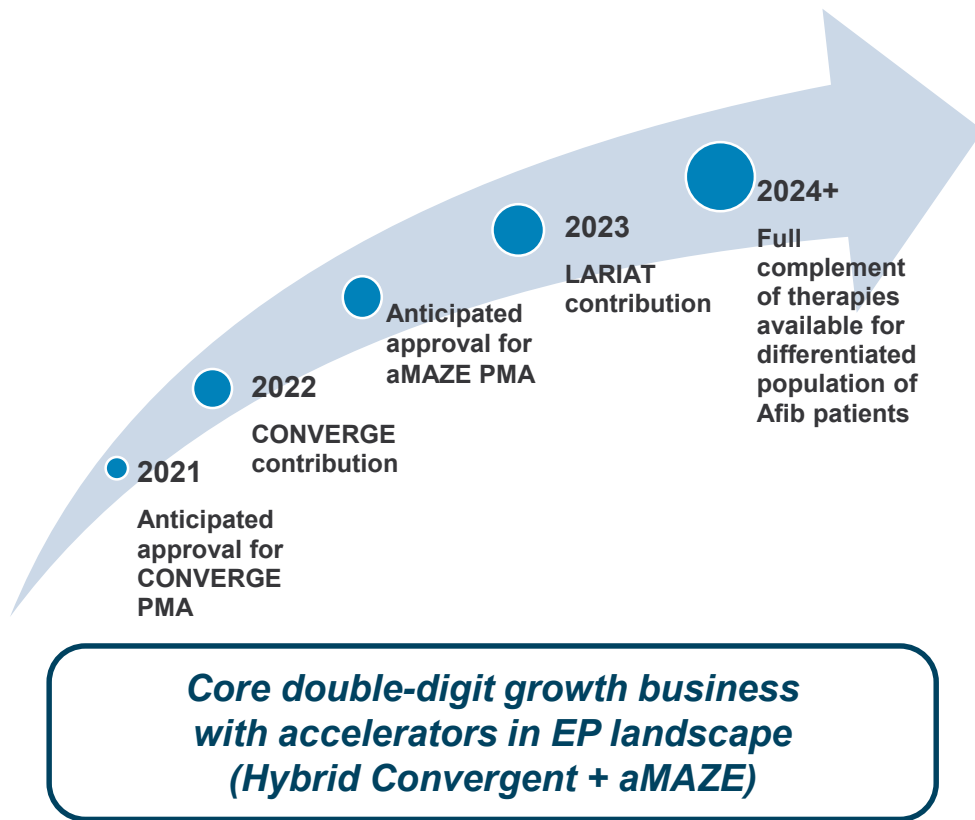 2021
Anticipated
approval for
CONVERGE
PMA
2022
CONVERGE
contribution
Anticipated
approval for
aMAZE PMA
2023
LARIAT
contribution
2024+
Full
complement
of therapies
available for
differentiated
population of
Afib patients
Core double-digit growth business
with accelerators in EP landscape
(Hybrid Convergent + aMAZE)